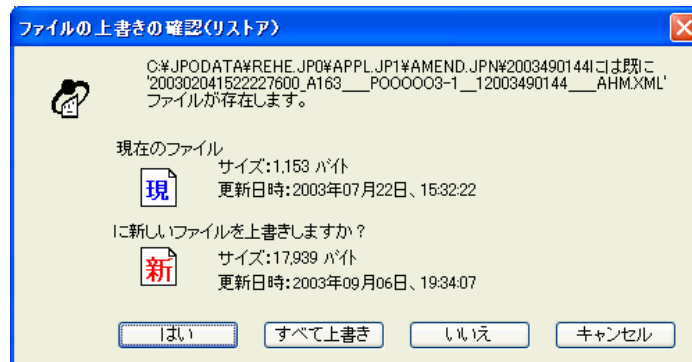 ファイルの上書きの確認(リストア)
C:¥JPODATA¥REHE.JP0¥APPL.JP1¥AMEND.JPN¥2003490144には既に
'200302041522227600_A163___P000003-1__12003490144___AHM.XML'
ファイルが存在します。
現在のファイル
サイズ:1,153 バイト
現
更新日時:2003年07月22日、15:32:22
に新しいファイルを上書きしますか?
サイズ:17,939 バイト
新
更新日時:2003年09月06日、19:34:07
はい
すべて上書き
いいえ
キャンセル